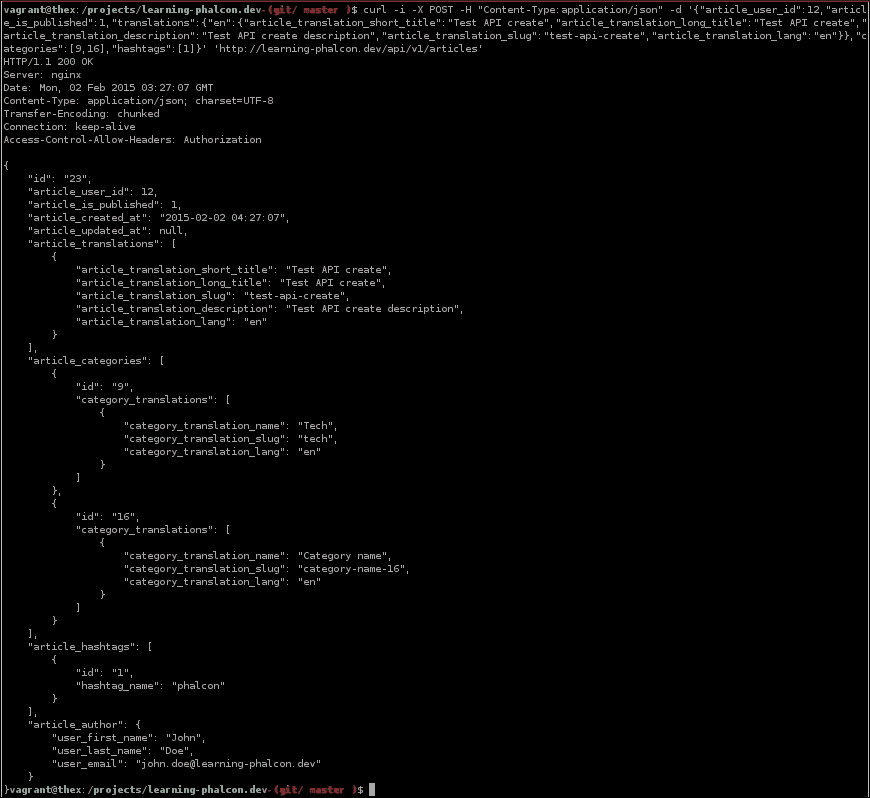 vagrant@thex:/projects/learning-phalcon.dev-(git/ master )$ curl -i -X POST -H "Content-Type:application/json" -d '{"article_user_id":12,"articl
e_is_published":1,"translations":{"en":{"article_translation_short_title":"Test API create","article_translation_long_title":"Test API create","
article_translation_description":"Test API create description","article_translation_slug":"test-api-create","article_translation_lang":"en"}},"c
ategories":[9,16],"hashtags":[1]}' 'http://learning-phalcon.dev/api/v1/articles'
HTTP/1.1 200 OK
Server: nginx
Date: Mon, 02 Feb 2015 03:27:07 GMT
Content-Type: application/json; charset=UTF-8
Transfer-Encoding: chunked
Connection: keep-alive
Access-Control-Allow-Headers: Authorization

{
    "id": "23",
    "article_user_id": 12,
    "article_is_published": 1,
    "article_created_at": "2015-02-02 04:27:07",
    "article_updated_at": null,
    "article_translations": [
        {
            "article_translation_short_title": "Test API create",
            "article_translation_long_title": "Test API create",
            "article_translation_slug": "test-api-create",
            "article_translation_description": "Test API create description",
            "article_translation_lang": "en"
        }
    ],
    "article_categories": [
        {
            "id": "9",
            "category_translations": [
                {
                    "category_translation_name": "Tech",
                    "category_translation_slug": "tech",
                    "category_translation_lang": "en"
                }
            ]
        },
        {
            "id": "16",
            "category_translations": [
                {
                    "category_translation_name": "Category name",
                    "category_translation_slug": "category-name-16",
                    "category_translation_lang": "en"
                }
            ]
        }
    ],
    "article_hashtags": [
        {
            "id": "1",
            "hashtag_name": "phalcon"
        }
    ],
    "article_author": {
        "user_first_name": "John",
        "user_last_name": "Doe",
        "user_email": "john.doe@learning-phalcon.dev"
    }
}vagrant@thex:/projects/learning-phalcon.dev-(git/ master )$